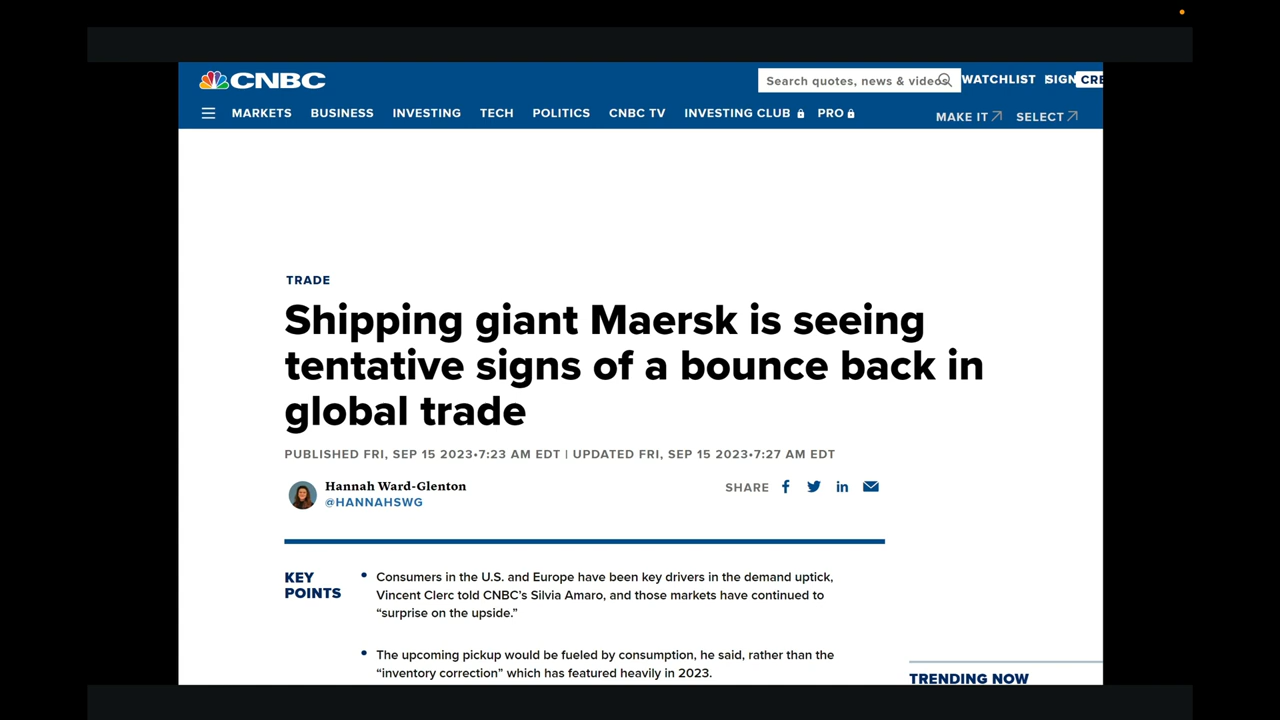 CNBC
Search quotes, news & videos
WATCHLIST
SIGN
CRE
MARKETS BUSINESS INVESTING TECH POLITICS CNBC TV INVESTING CLUB PRO
MAKE IT SELECT
TRADE
Shipping giant Maersk is seeing
tentative signs of a bounce back in
global trade
PUBLISHED FRI, SEP 15 2023•7:23 AM EDT | UPDATED FRI, SEP 15 2023•7:27 AM EDT
Hannah Ward-Glenton
@HANNAHSWG
SHARE
KEY
POINTS
Consumers in the U.S. and Europe have been key drivers in the demand uptick,
Vincent Clerc told CNBC’s Silvia Amaro, and those markets have continued to
“surprise on the upside.”
The upcoming pickup would be fueled by consumption, he said, rather than the
“inventory correction” which has featured heavily in 2023.
TRENDING NOW